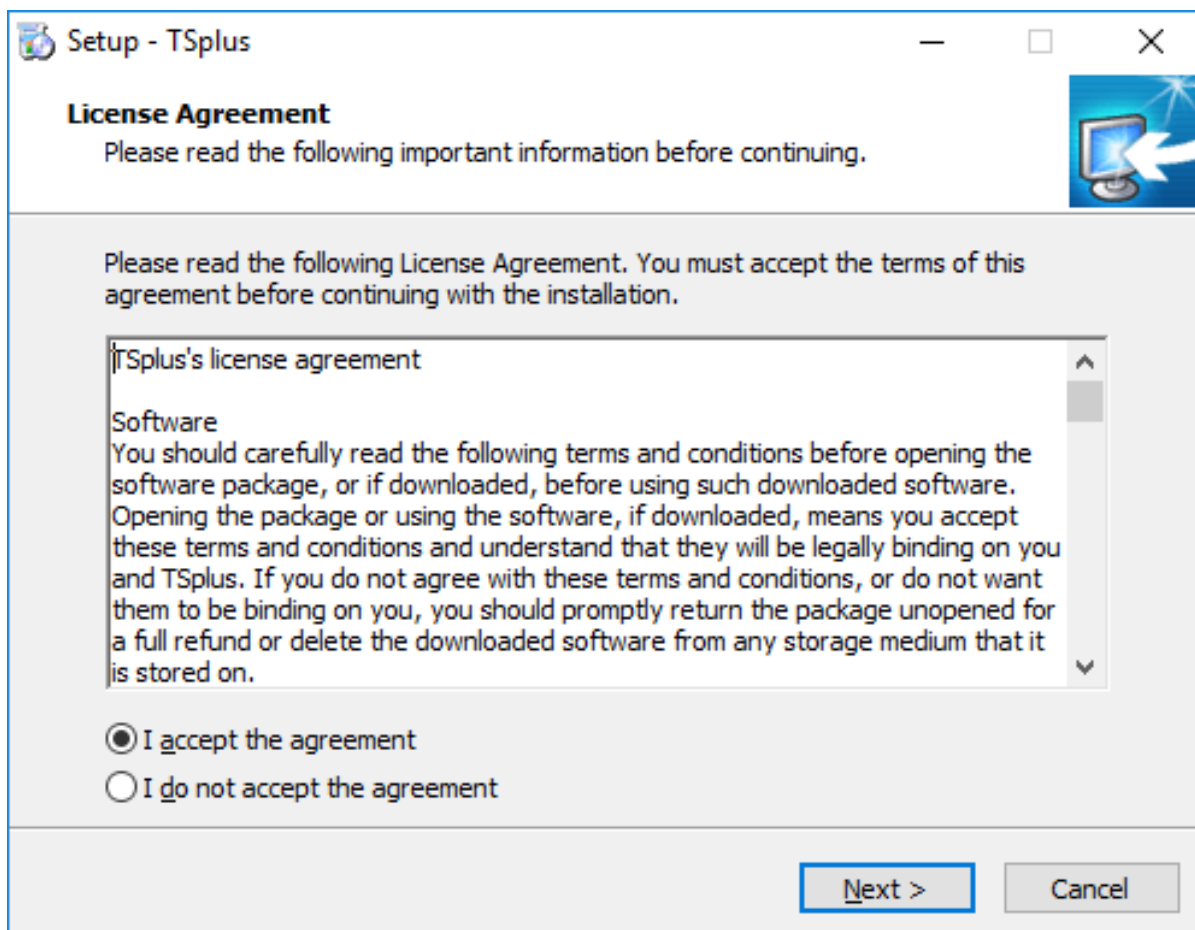 Setup - TSplus
License Agreement
Please read the following important information before continuing.
Please read the following License Agreement. You must accept the terms of this
agreement before continuing with the installation.
TSplus's license agreement
Software
You should carefully read the following terms and conditions before opening the
software package, or if downloaded, before using such downloaded software.
Opening the package or using the software, if downloaded, means you accept
these terms and conditions and understand that they will be legally binding on you
and TSplus. If you do not agree with these terms and conditions, or do not want
them to be binding on you, you should promptly return the package unopened for
a full refund or delete the downloaded software from any storage medium that it
is stored on.
I accept the agreement
I do not accept the agreement
Next >
Cancel